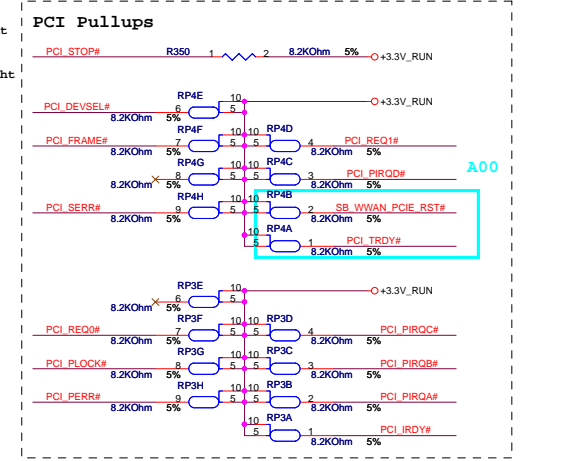 t
ht
PCI Pullups
PCI_STOP# R350 1 2 8.2KOhm 5% +3.3V_RUN
RP4E 10 +3.3V_RUN
PCI_DEVSEL# 6 5
8.2KOhm 5%
RP4F 10 10 RP4D
PCI_FRAME# 7 5 5 4 PCI_REQ1#
8.2KOhm 5% 8.2KOhm 5%
RP4G 10 10 RP4C
8 5 5 3 PCI_PIRQD#
8.2KOhm 5% 8.2KOhm 5%
A00
RP4H 10 10 RP4B
PCI_SERR# 9 5 5 2 SB_WWAN_PCIE_RST#
8.2KOhm 5% 8.2KOhm 5%
10 RP4A
5 1 PCI_TRDY#
8.2KOhm 5%
RP3E 10 +3.3V_RUN
6 5
8.2KOhm 5%
RP3F 10 10 RP3D
PCI_REQ0# 7 5 5 4 PCI_PIRQC#
8.2KOhm 5% 8.2KOhm 5%
RP3G 10 10 RP3C
PCI_PLOCK# 8 5 5 3 PCI_PIRQB#
8.2KOhm 5% 8.2KOhm 5%
RP3H 10 10 RP3B
PCI_PERR# 9 5 5 2 PCI_PIRQA#
8.2KOhm 5% 8.2KOhm 5%
10 RP3A
5 1 PCI_IRDY#
8.2KOhm 5%